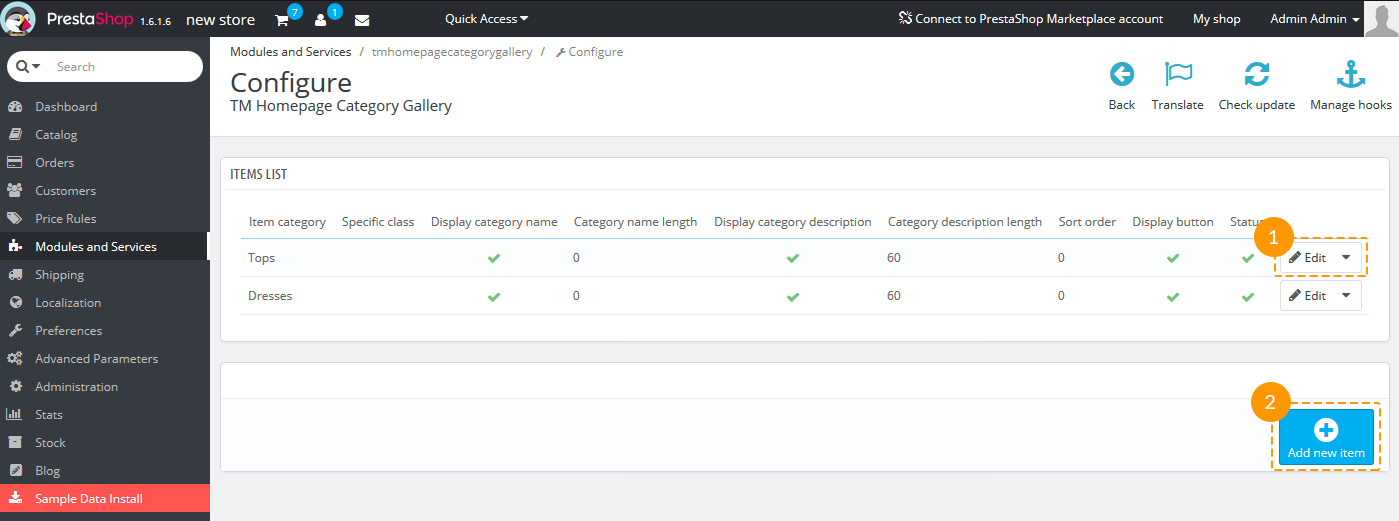 PrestaShop 1.6.1.6 new store 7 1 Quick Access Connect to PrestaShop Marketplace account My shop Admin Admin
Search
Dashboard
Catalog
Orders
Customers
Price Rules
Modules and Services
Shipping
Localization
Preferences
Advanced Parameters
Administration
Stats
Stock
Blog
Sample Data Install
Modules and Services / tmhomepagecategorygallery / Configure
Configure
TM Homepage Category Gallery
Back Translate Check update Manage hooks
ITEMS LIST
Item category Specific class Display category name Category name length Display category description Category description length Sort order Display button Status
1
Tops 0 60 0 Edit
Dresses 0 60 0 Edit
2
Add new item